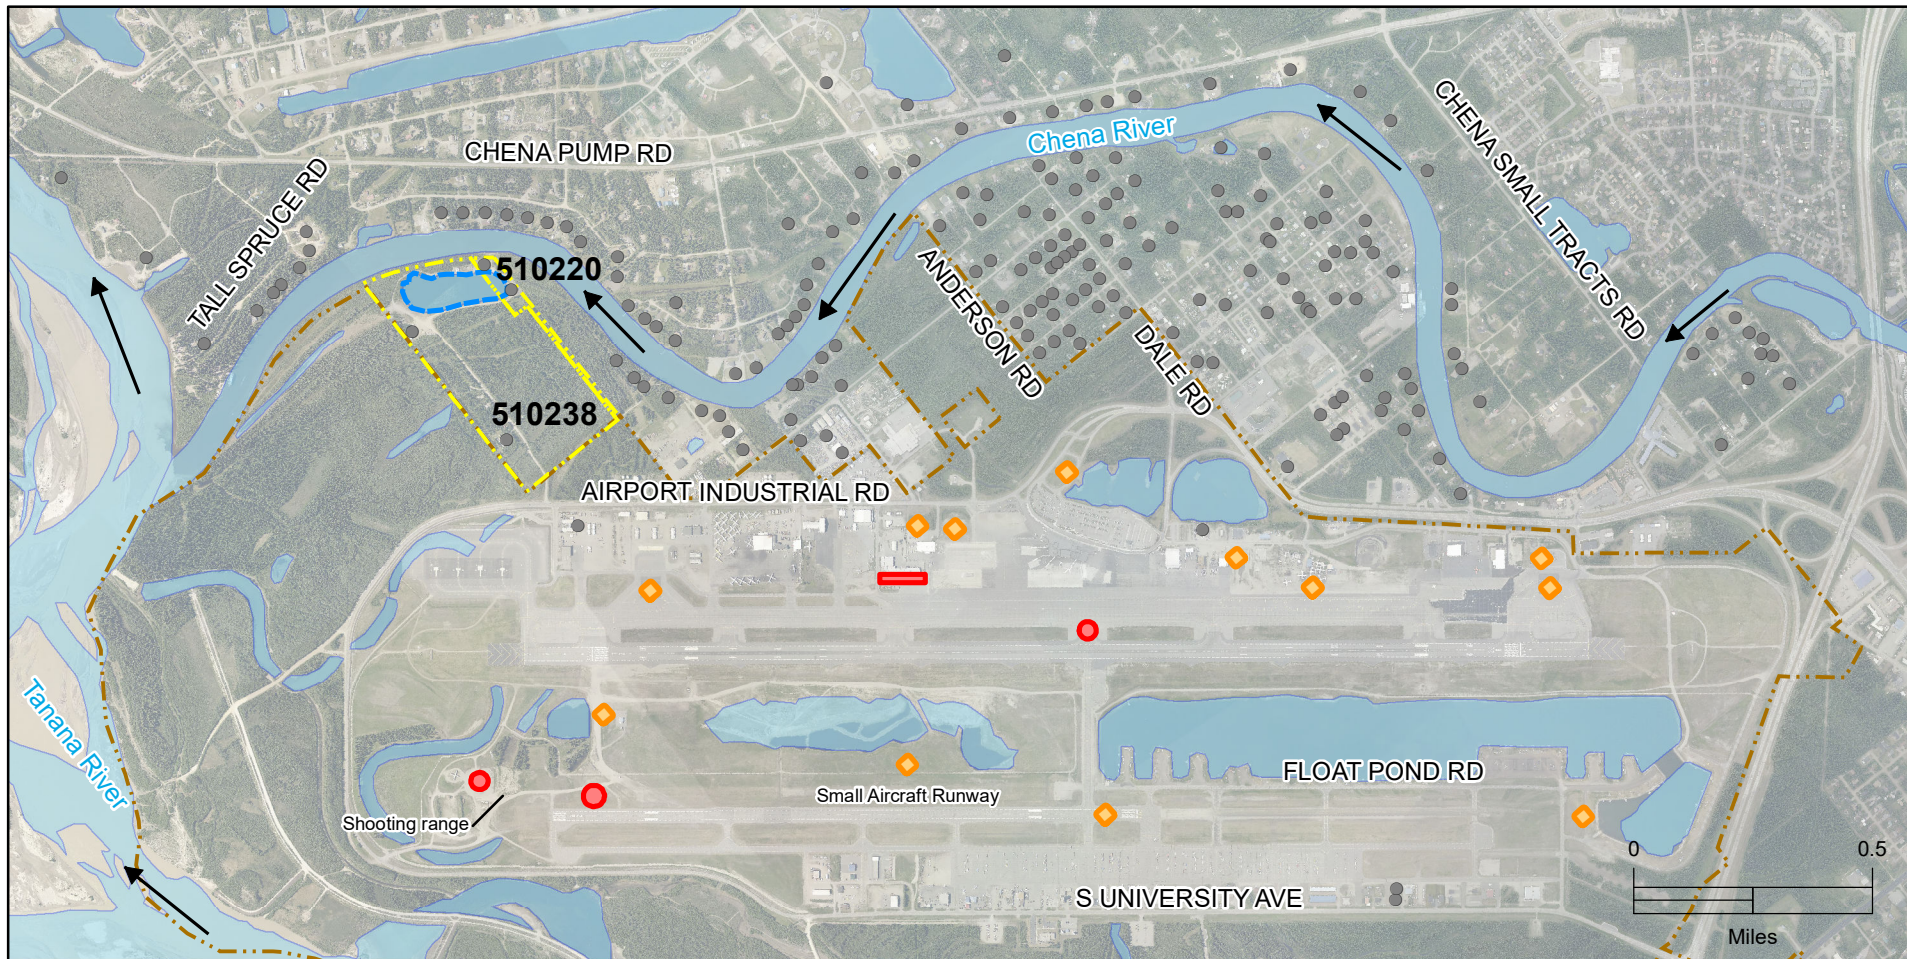 Chena River
CHENA SMALL TRACTS RD
CHENA PUMP RD
TALL SPRUCE RD
510220
ANDERSON RD
DALE RD
510238
AIRPORT INDUSTRIAL RD
Tanana River
FLOAT POND RD
Small Aircraft Runway
Shooting range
0 0.5
S UNIVERSITY AVE
Miles